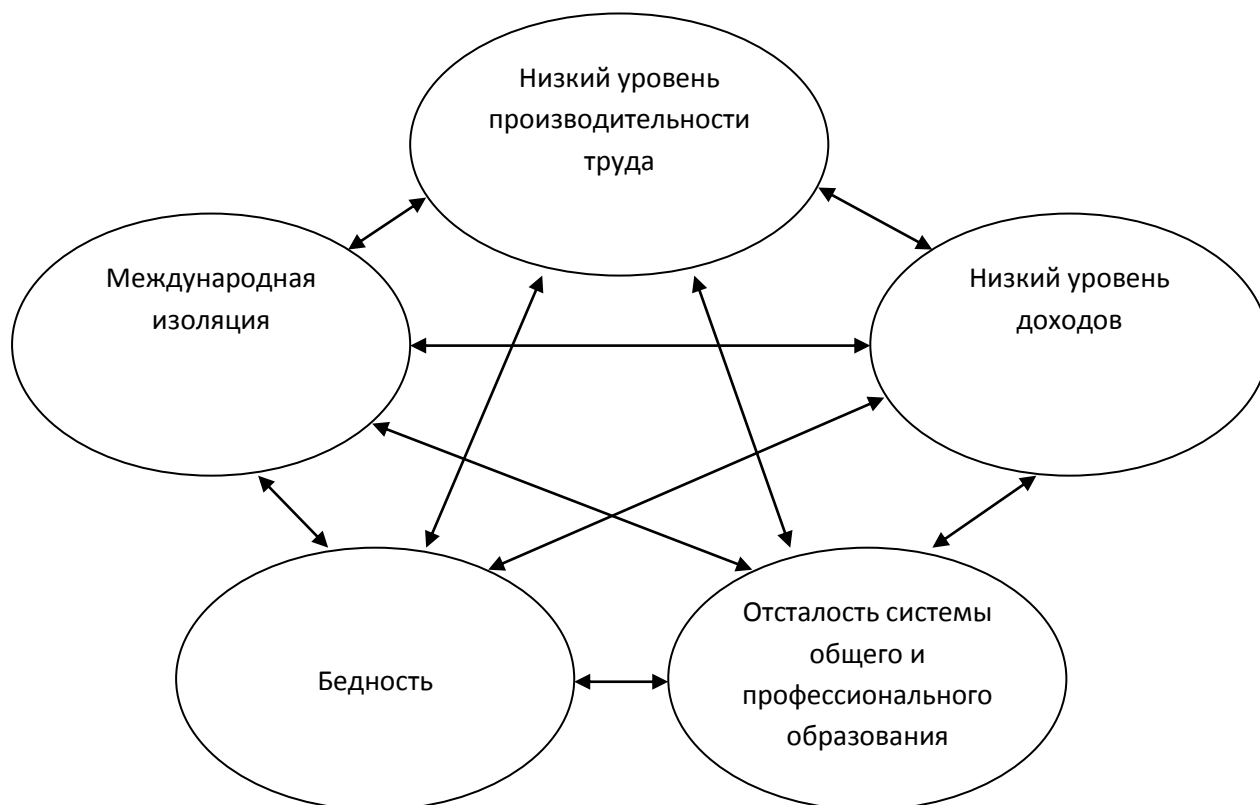 Низкий уровень
производительности
труда
Международная
изоляция
Низкий уровень
доходов
Бедность
Отсталость системы
общего и
профессионального
образования